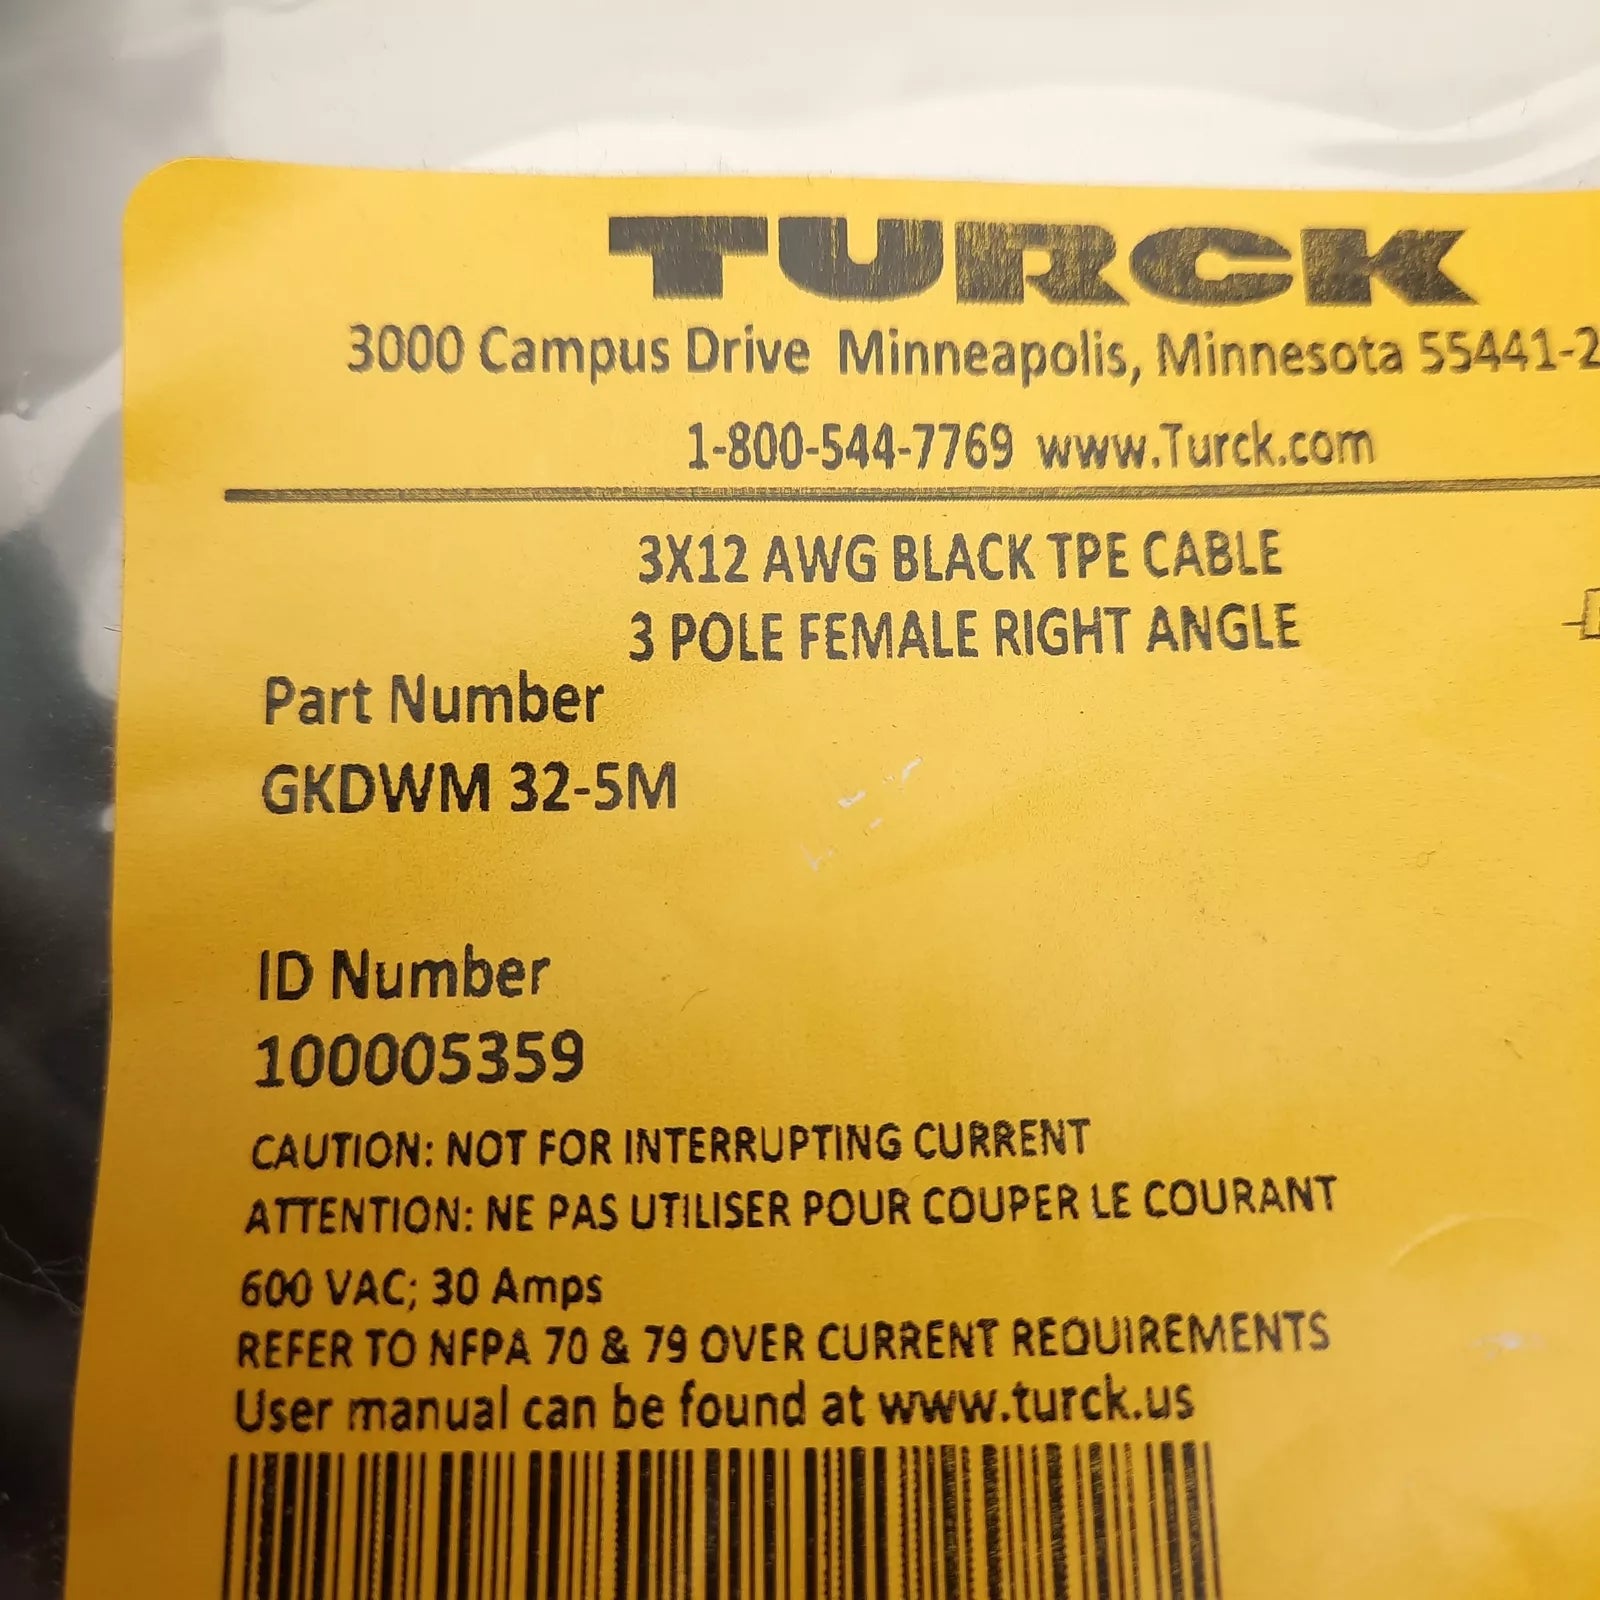 TURCK
3000 Campus Drive Minneapolis, Minnesota 55441-2
1-800-544-7769 www.Turck.com
3X12 AWG BLACK TPE CABLE
3 POLE FEMALE RIGHT ANGLE
Part Number
GKDWM 32-5M
ID Number
100005359
CAUTION: NOT FOR INTERRUPTING CURRENT
ATTENTION: NE PAS UTILISER POUR COUPER LE COURANT
600 VAC; 30 Amps
REFER TO NFPA 70 & 79 OVER CURRENT REQUIREMENTS
User manual can be found at www.turck.us